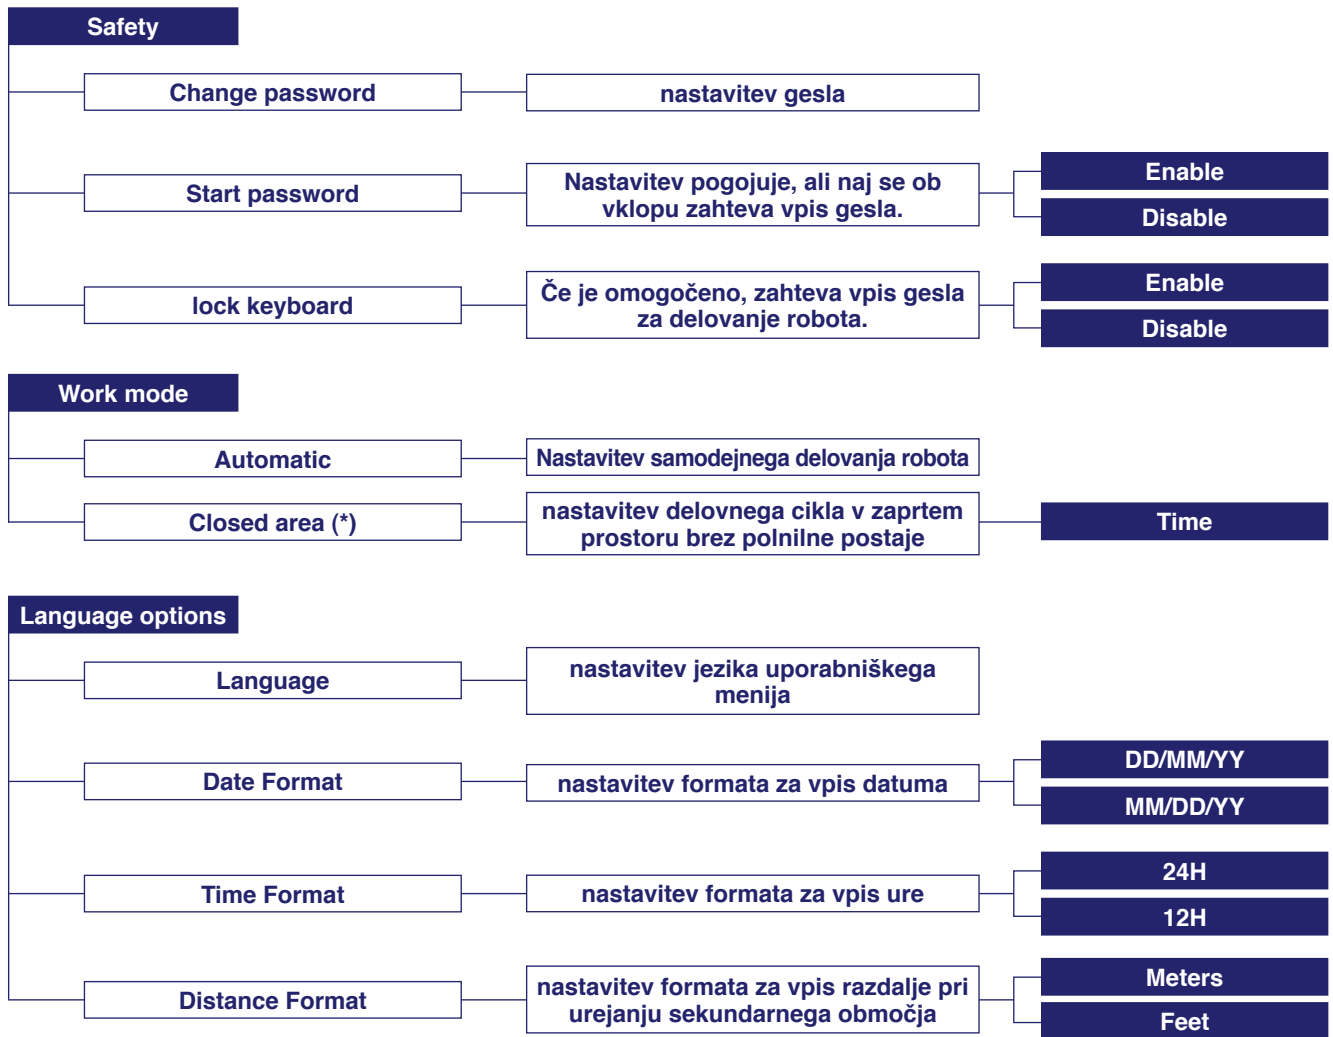 Safety
Change password
nastavitev gesla
Start password
Nastavitev pogojuje, ali naj se ob
vklopu zahteva vpis gesla.
Enable
Disable
lock keyboard
Če je omogočeno, zahteva vpis gesla
za delovanje robota.
Enable
Disable
Work mode
Automatic
Nastavitev samodejnega delovanja robota
Closed area (*)
nastavitev delovnega cikla v zaprtem
prostoru brez polnilne postaje
Time
Language options
Language
nastavitev jezika uporabniškega
menija
Date Format
nastavitev formata za vpis datuma
DD/MM/YY
MM/DD/YY
Time Format
nastavitev formata za vpis ure
24H
12H
Distance Format
nastavitev formata za vpis razdalje pri
urejanju sekundarnega območja
Meters
Feet